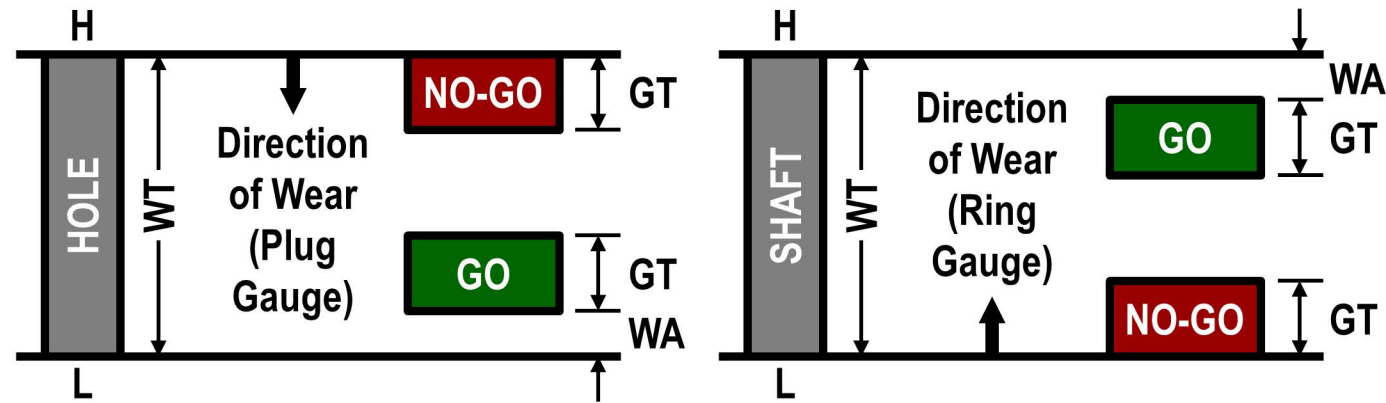 H
HOLE
WT
Direction
of Wear
(Plug
Gauge)
NO-GO
GT
GO
GT
WA
L
H
SHAFT
WT
Direction
of Wear
(Ring
Gauge)
WA
GO
GT
NO-GO
GT
L